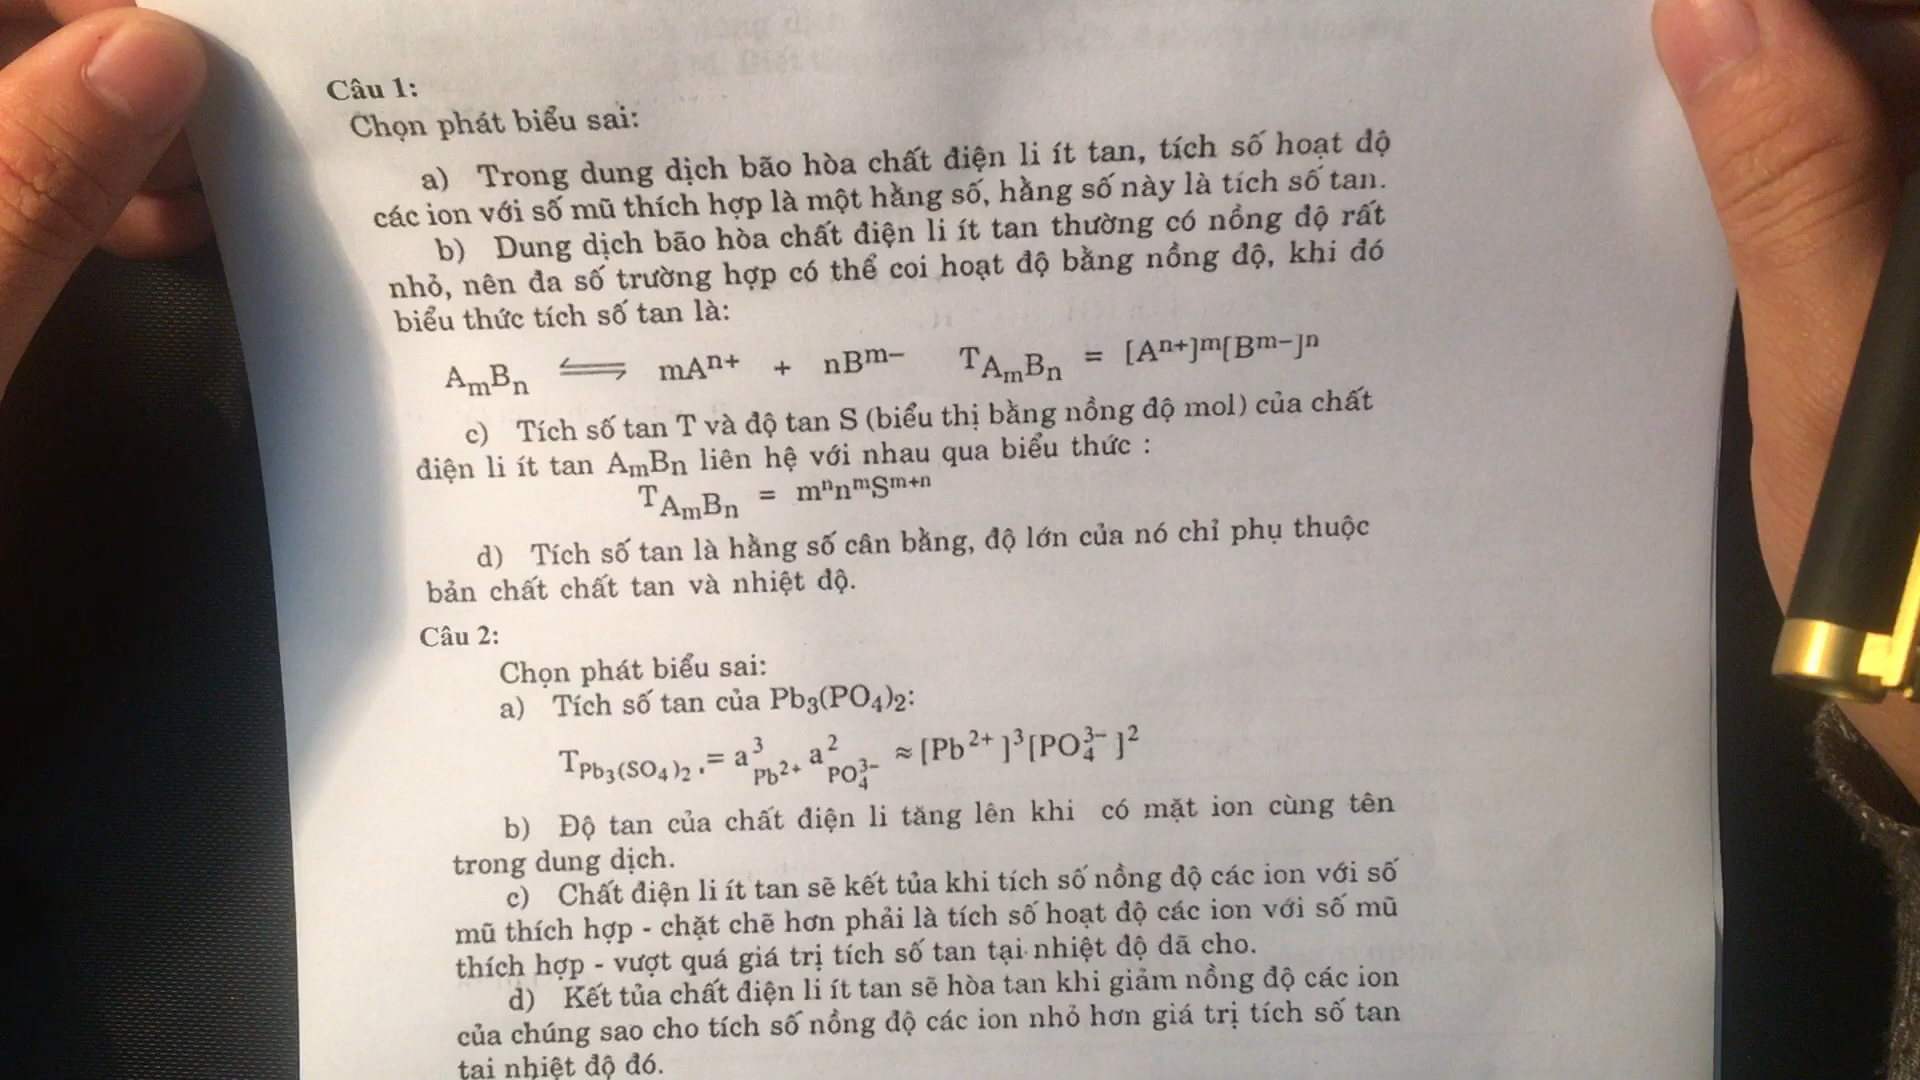 Câu 1:
Chọn phát biểu sai:
a) Trong dung dịch bão hòa chất điện li ít tan, tích số hoạt độ
các ion với số mũ thích hợp là một hằng số, hằng số này là tích số tan.
b) Dung dịch bão hòa chất điện li ít tan thường có nồng độ rất
nhỏ, nên đa số trường hợp có thể coi hoạt độ bằng nồng độ, khi đó
biểu thức tích số tan là:
AₘBₙ ⇌ mAⁿ⁺ + nBᵐ⁻ T AₘBₙ = [Aⁿ⁺]ᵐ[Bᵐ⁻]ⁿ
c) Tích số tan T và độ tan S (biểu thị bằng nồng độ mol) của chất
điện li ít tan AₘBₙ liên hệ với nhau qua biểu thức :
T AₘBₙ = mⁿnᵐSᵐ⁺ⁿ
d) Tích số tan là hằng số cân bằng, độ lớn của nó chỉ phụ thuộc
bản chất chất tan và nhiệt độ.
Câu 2:
Chọn phát biểu sai:
a) Tích số tan của Pb₃(PO₄)₂:
T Pb₃(SO₄)₂ . = a³ Pb²⁺ a² PO₄³⁻ ≈ [Pb²⁺]³[PO₄³⁻]²
b) Độ tan của chất điện li tăng lên khi có mặt ion cùng tên
trong dung dịch.
c) Chất điện li ít tan sẽ kết tủa khi tích số nồng độ các ion với số
mũ thích hợp - chặt chẽ hơn phải là tích số hoạt độ các ion với số mũ
thích hợp - vượt quá giá trị tích số tan tại nhiệt độ đã cho.
d) Kết tủa chất điện li ít tan sẽ hòa tan khi giảm nồng độ các ion
của chúng sao cho tích số nồng độ các ion nhỏ hơn giá trị tích số tan
tại nhiệt độ đó.